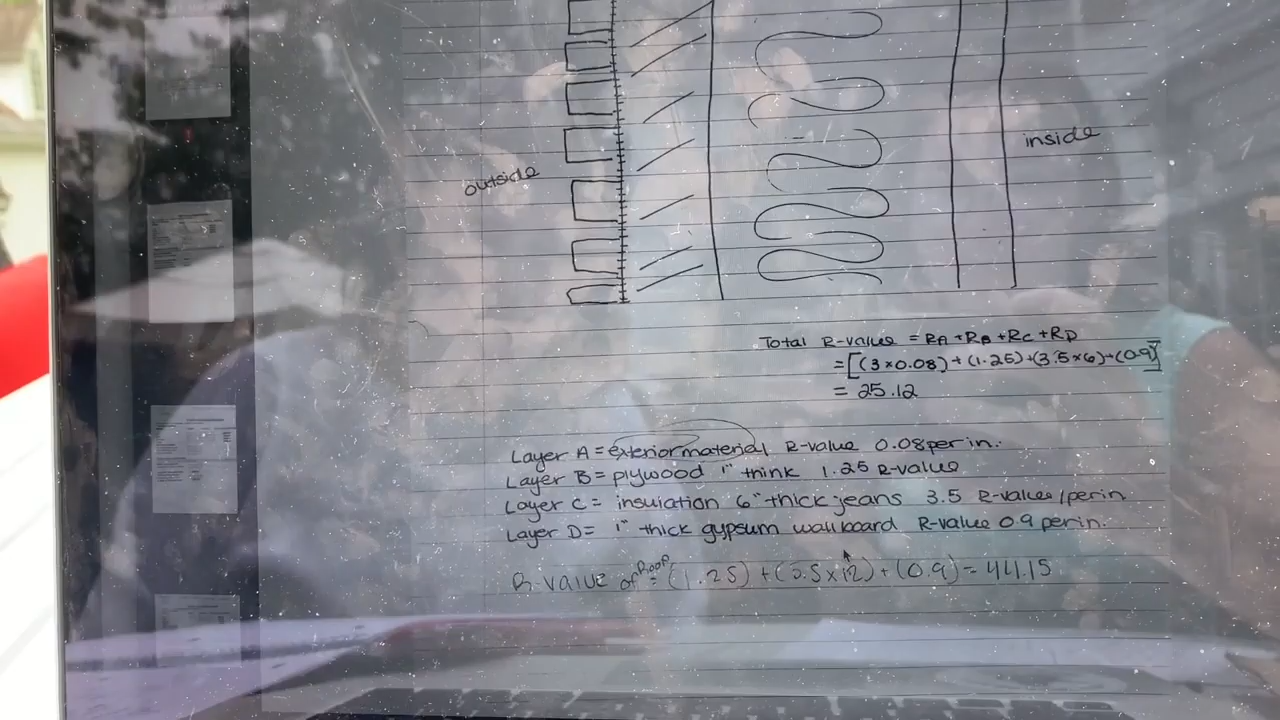 outside
inside
Total R-value = RA + RB + RC + RD
= [(3×0.08) + (1.25) + (3.5×6) + (0.9)]
= 25.12
Layer A = exterior material R-value 0.08 per in.
Layer B = plywood 1" think 1.25 R-value
Layer C = insulation 6" thick jeans 3.5 R-value/per in
Layer D = 1" thick gypsum wallboard R-value 0.9 per in.
R-value of Roof = (1.25) + (3.5×12) + (0.9) = 44.15